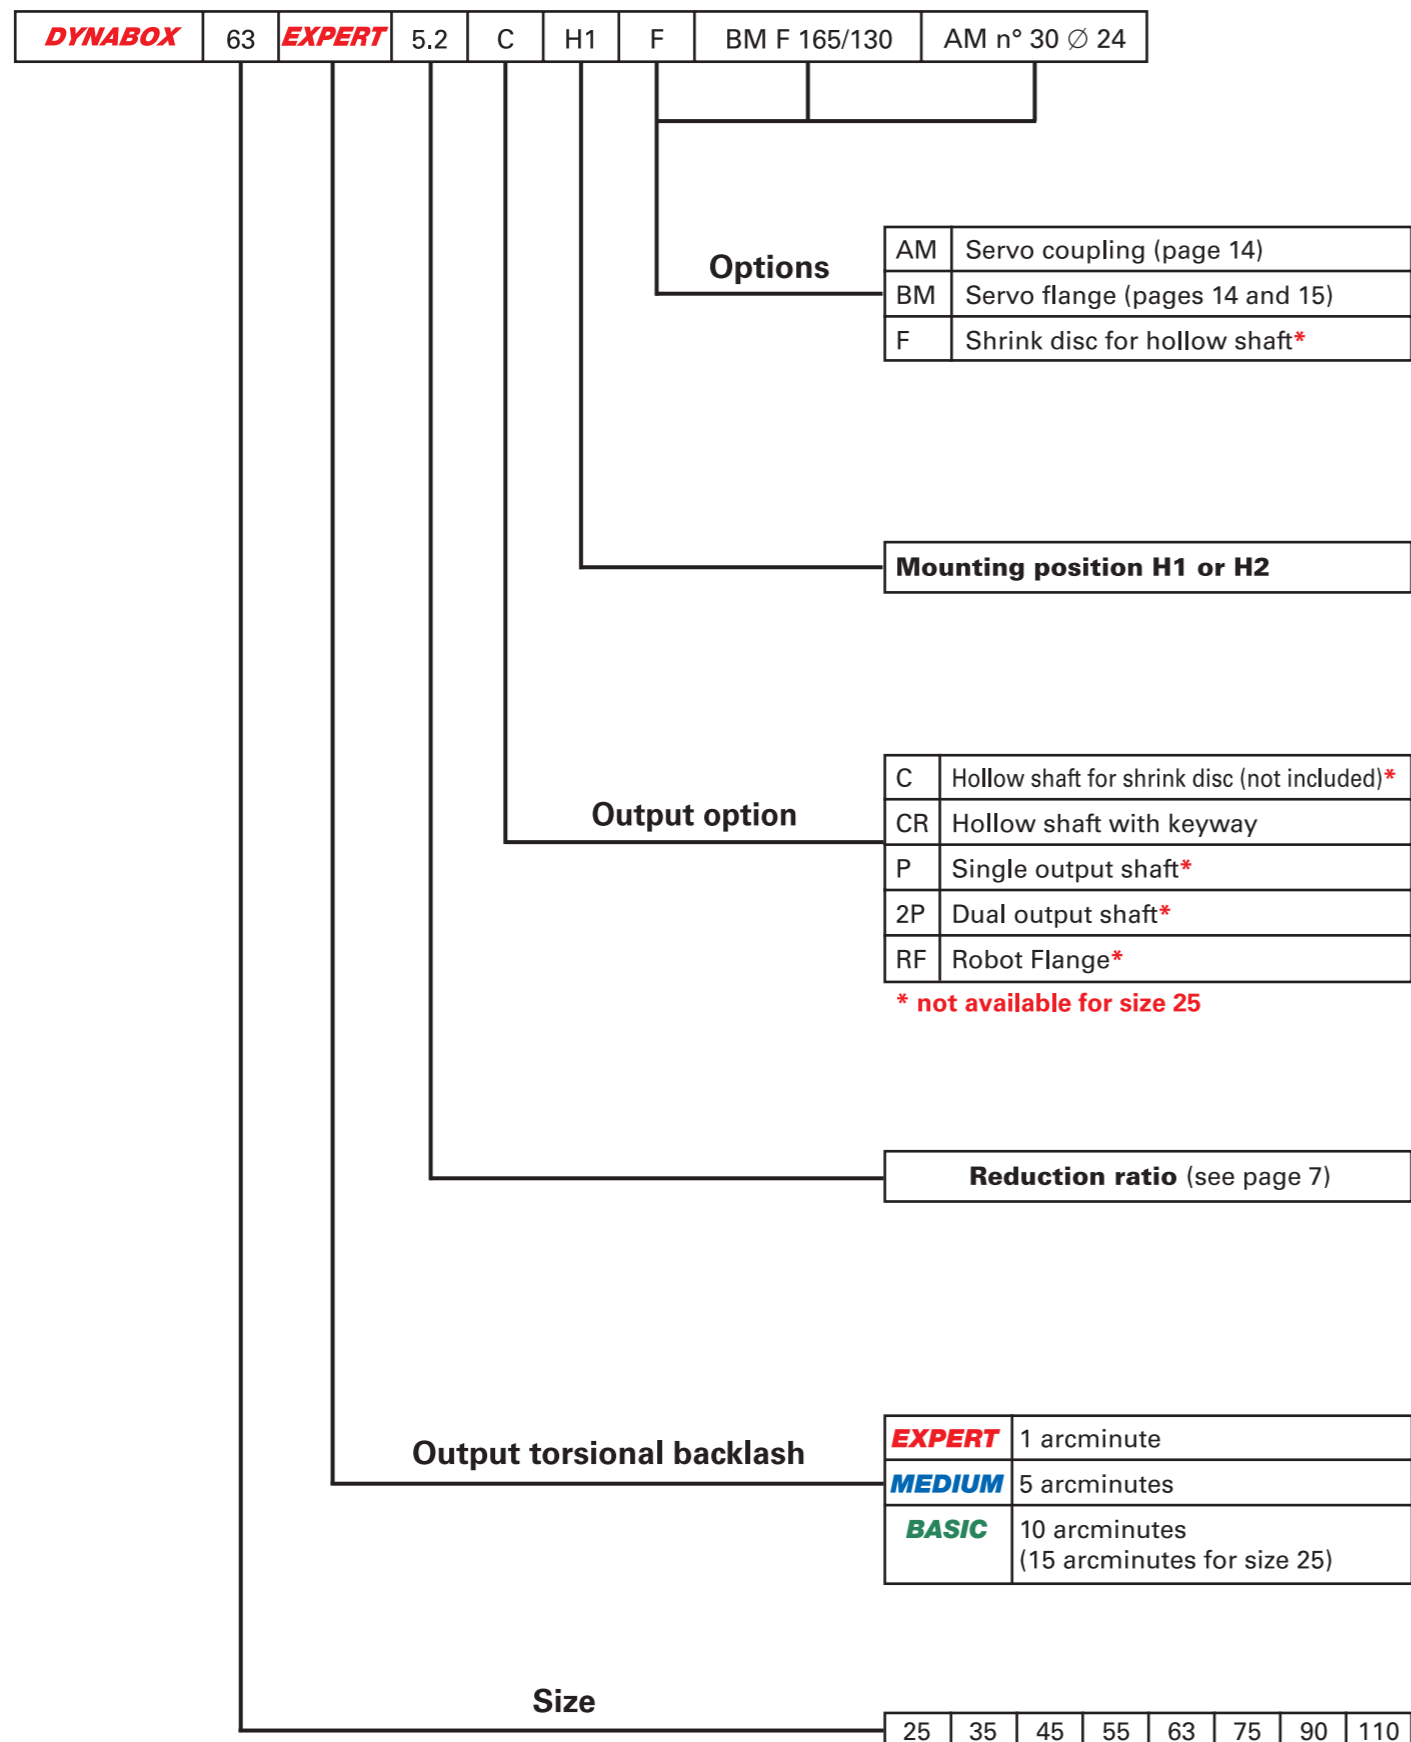 DYNABOX 63 EXPERT 5.2 C H1 F BM F 165/130 AM n° 30 ∅ 24
Options
AM Servo coupling (page 14)
BM Servo flange (pages 14 and 15)
F Shrink disc for hollow shaft*
Mounting position H1 or H2
Output option
C Hollow shaft for shrink disc (not included)*
CR Hollow shaft with keyway
P Single output shaft*
2P Dual output shaft*
RF Robot Flange*
* not available for size 25
Reduction ratio (see page 7)
Output torsional backlash
EXPERT 1 arcminute
MEDIUM 5 arcminutes
BASIC 10 arcminutes
(15 arcminutes for size 25)
Size
25 35 45 55 63 75 90 110